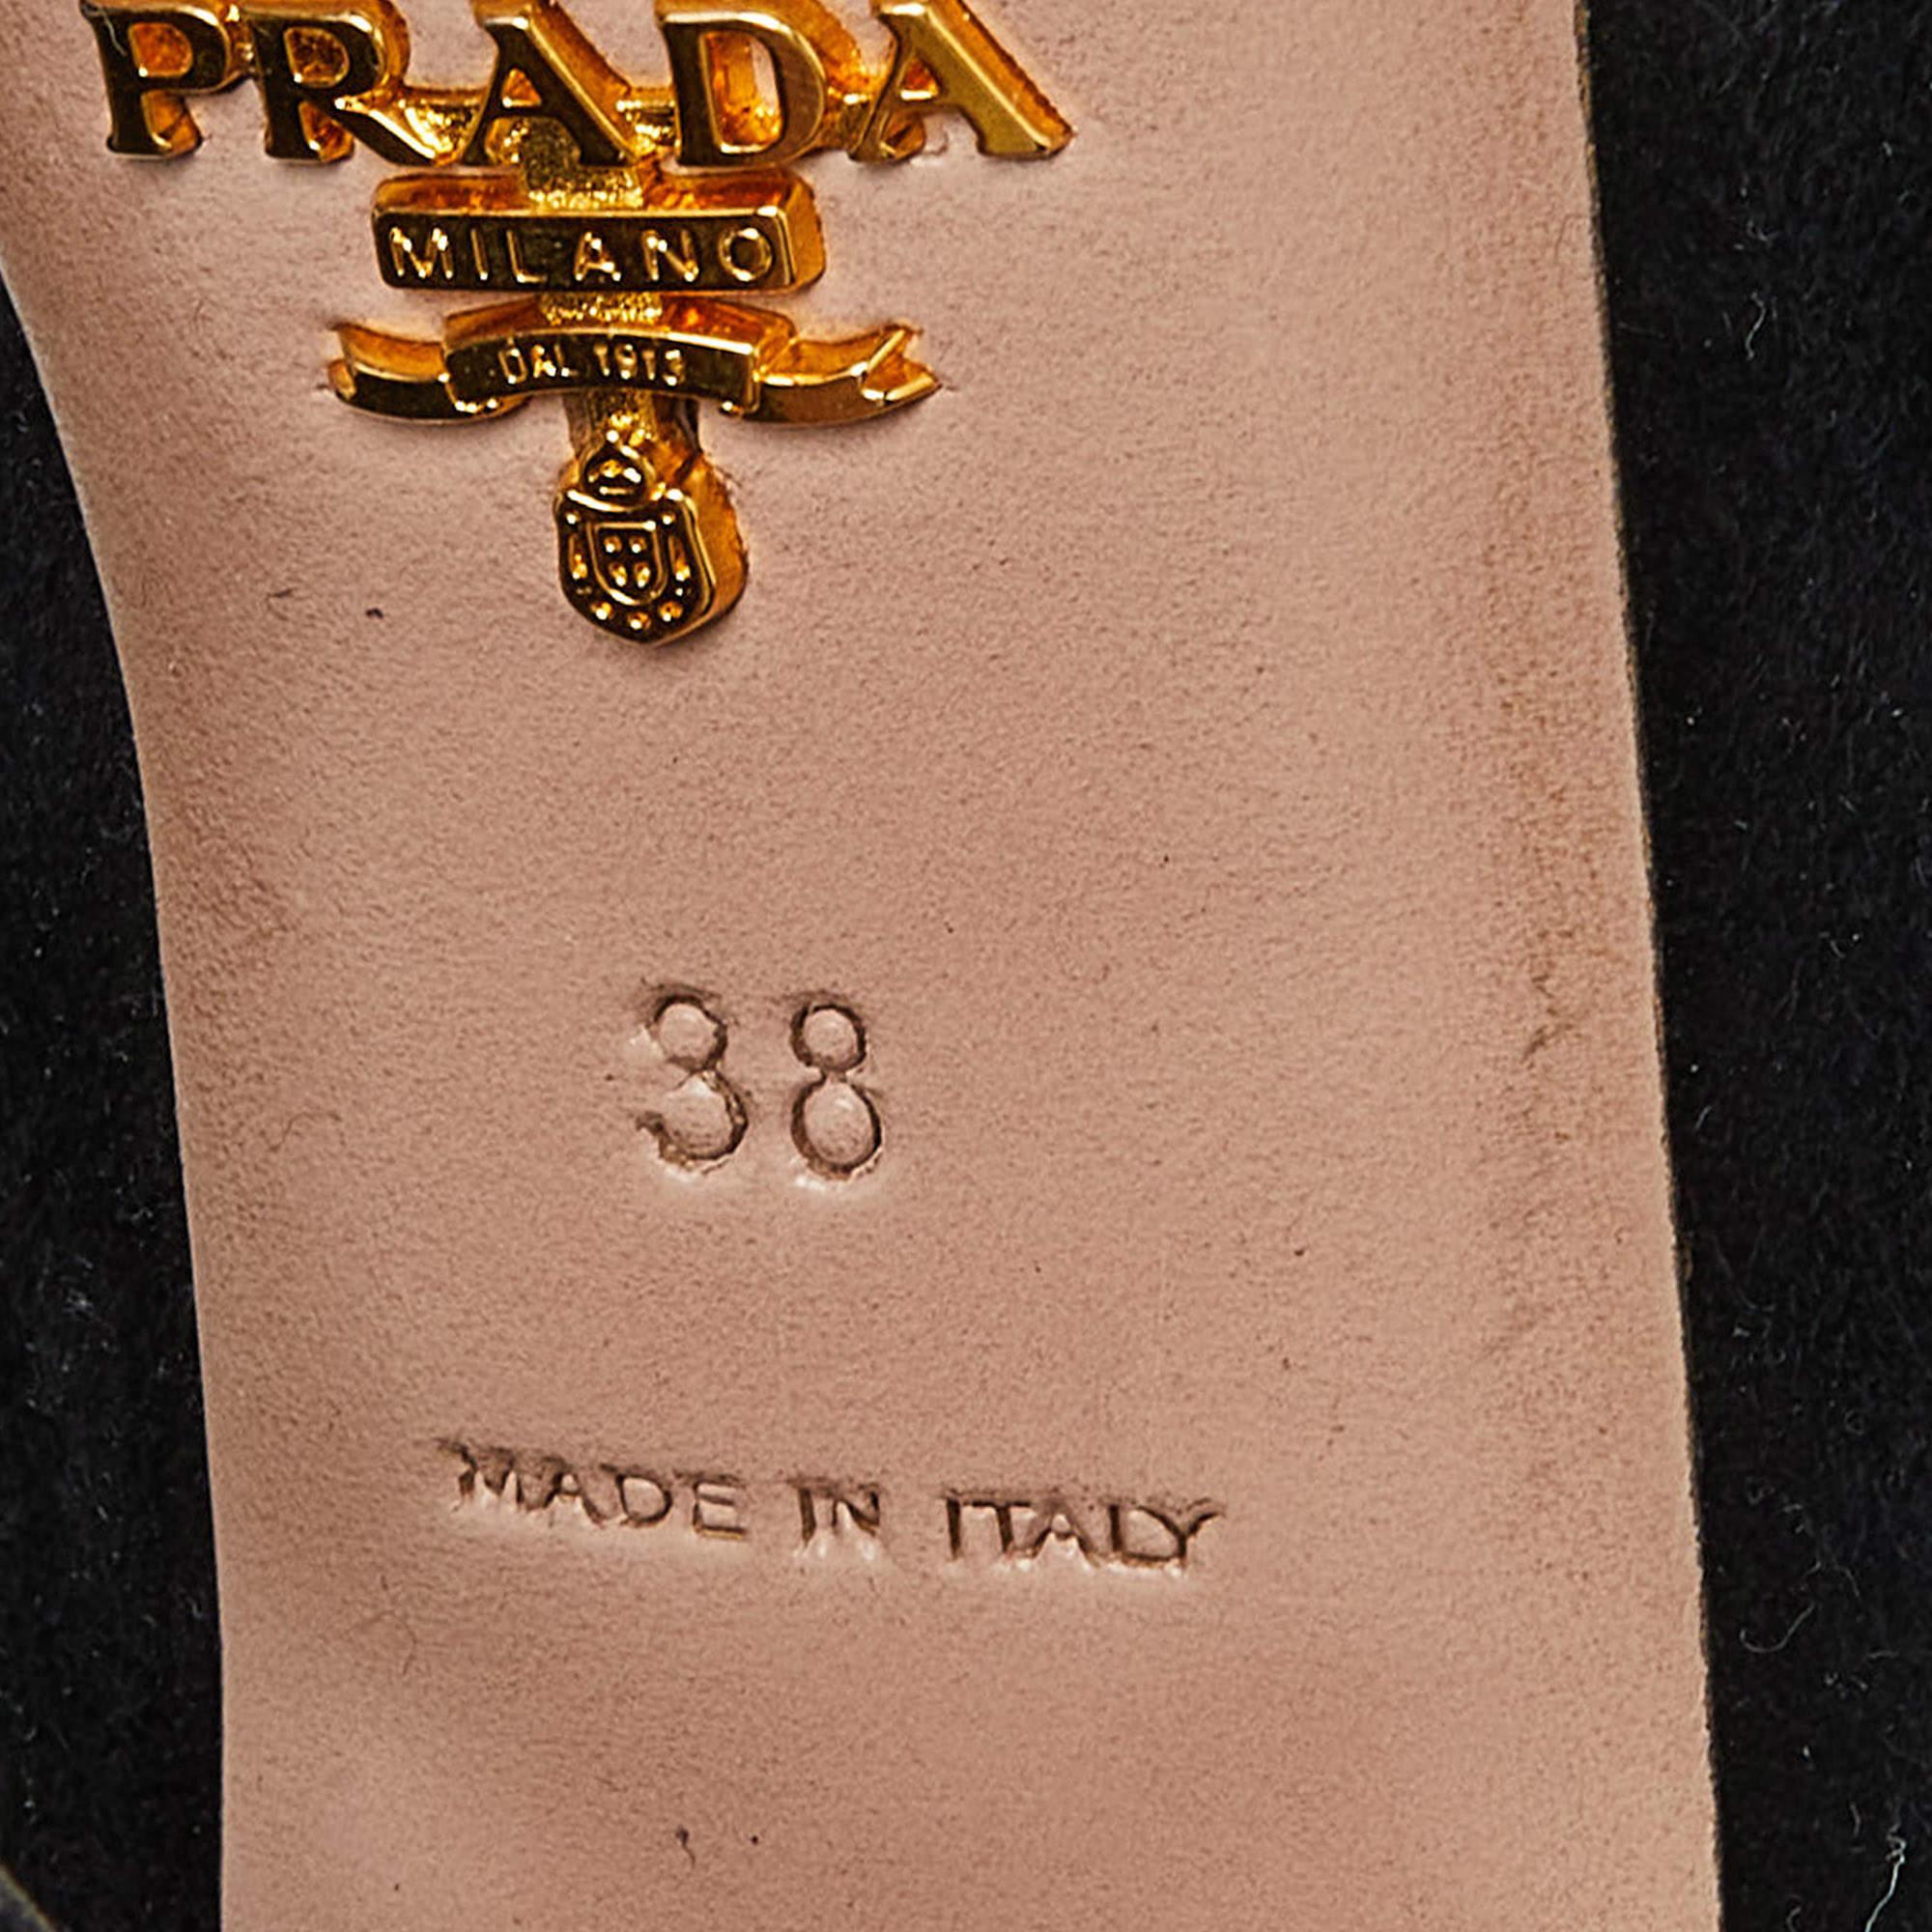 PRADA
MILANO
DAL 1913
38
MADE IN ITALY